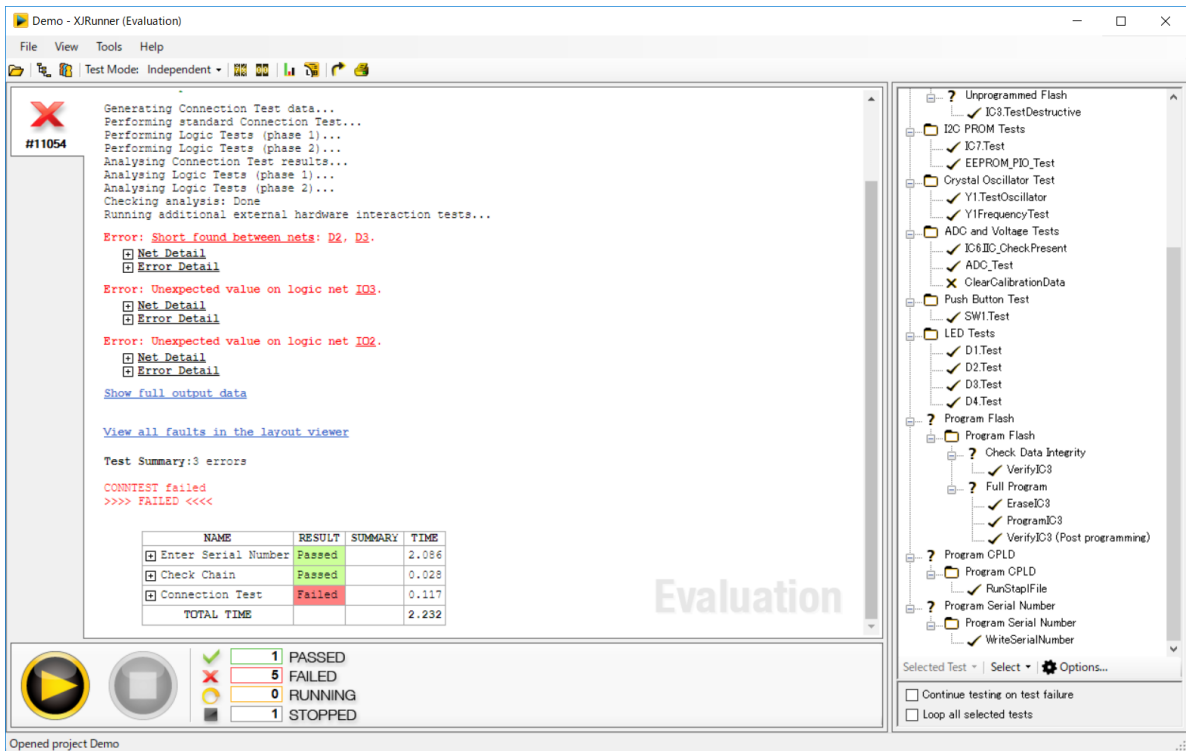 Demo - XJRunner (Evaluation)
File View Tools Help
Test Mode: Independent
#11054
Generating Connection Test data...
Performing standard Connection Test...
Performing Logic Tests (phase 1)...
Performing Logic Tests (phase 2)...
Analysing Connection Test results...
Analysing Logic Tests (phase 1)...
Analysing Logic Tests (phase 2)...
Checking analysis: Done
Running additional external hardware interaction tests...
Error: Short found between nets: D2, D3.
Net Detail
Error Detail
Error: Unexpected value on logic net IO3.
Net Detail
Error Detail
Error: Unexpected value on logic net IO2.
Net Detail
Error Detail
Show full output data
View all faults in the layout viewer
Test Summary:3 errors
CONNTEST failed
>>>> FAILED <<<<
NAME RESULT SUMMARY TIME
Enter Serial Number Passed 2.086
Check Chain Passed 0.028
Connection Test Failed 0.117
TOTAL TIME 2.232
Evaluation
1 PASSED
5 FAILED
0 RUNNING
1 STOPPED
Unprogrammed Flash
IC3.TestDestructive
I2C PROM Tests
IC7.Test
EEPROM_PIO_Test
Crystal Oscillator Test
Y1.TestOscillator
Y1FrequencyTest
ADC and Voltage Tests
IC6.IIC_CheckPresent
ADC_Test
ClearCalibrationData
Push Button Test
SW1.Test
LED Tests
D1.Test
D2.Test
D3.Test
D4.Test
Program Flash
Program Flash
Check Data Integrity
VerifyIC3
Full Program
EraseIC3
ProgramIC3
VerifyIC3 (Post programming)
Program CPLD
Program CPLD
RunStaplFile
Program Serial Number
Program Serial Number
WriteSerialNumber
Selected Test Select Options...
Continue testing on test failure
Loop all selected tests
Opened project Demo